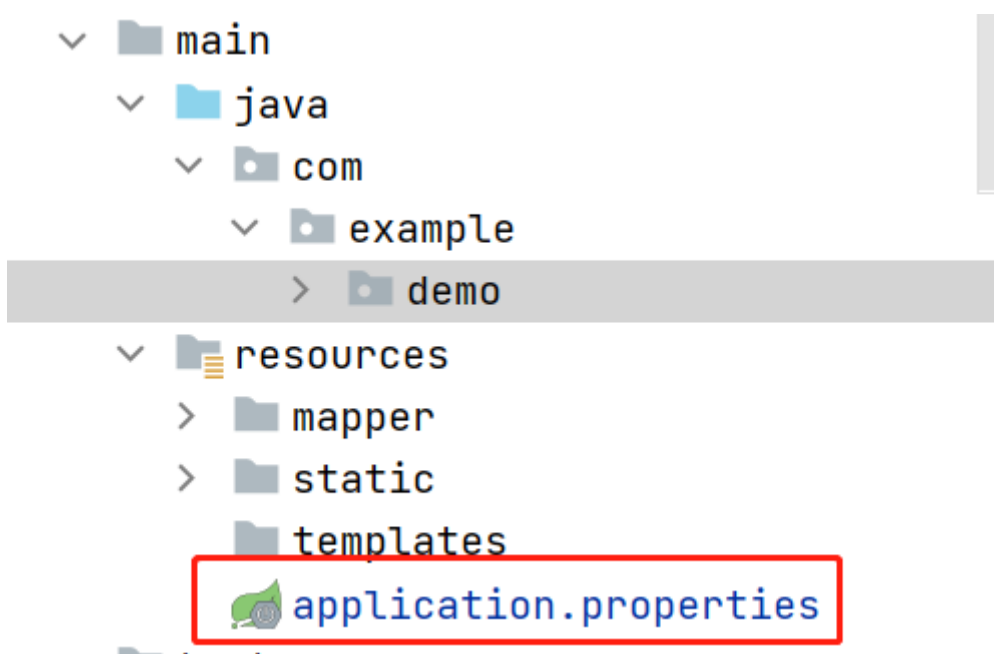 main
java
com
example
demo
resources
mapper
static
templates
application.properties